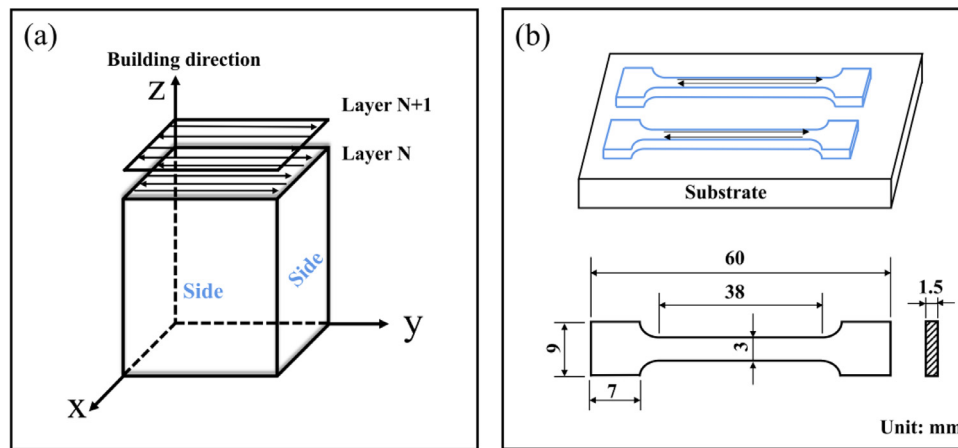 (a)
Building direction
Z
Layer N+1
Layer N
Side
Side
y
x
(b)
Substrate
60
38
1.5
9
3
7
Unit: mm